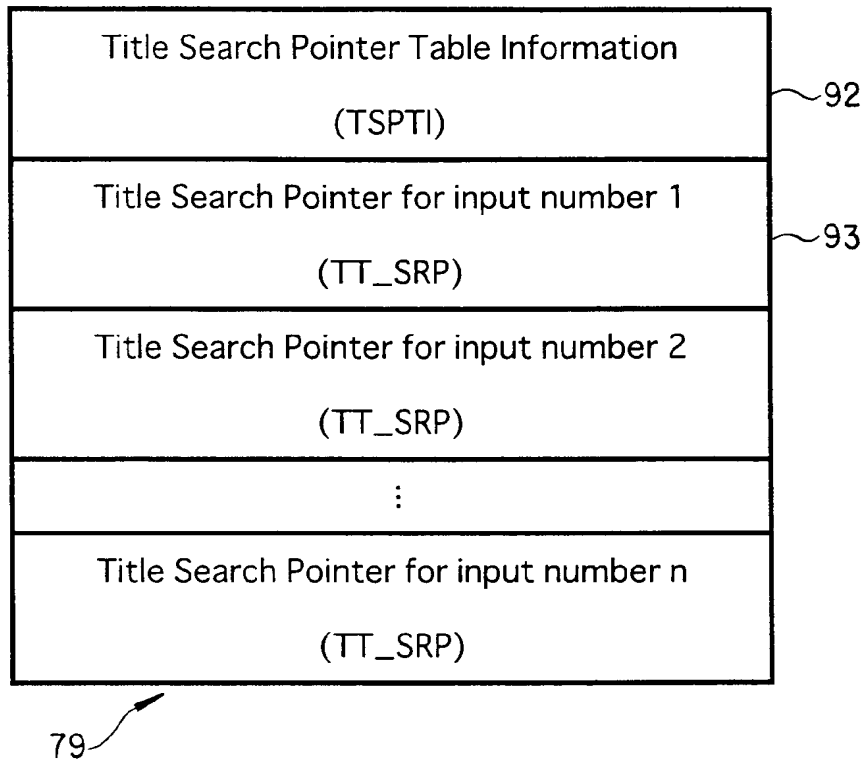 Title Search Pointer Table Information
(TSPTI)
92
Title Search Pointer for input number 1
(TT_SRP)
93
Title Search Pointer for input number 2
(TT_SRP)
⋮
Title Search Pointer for input number n
(TT_SRP)
79